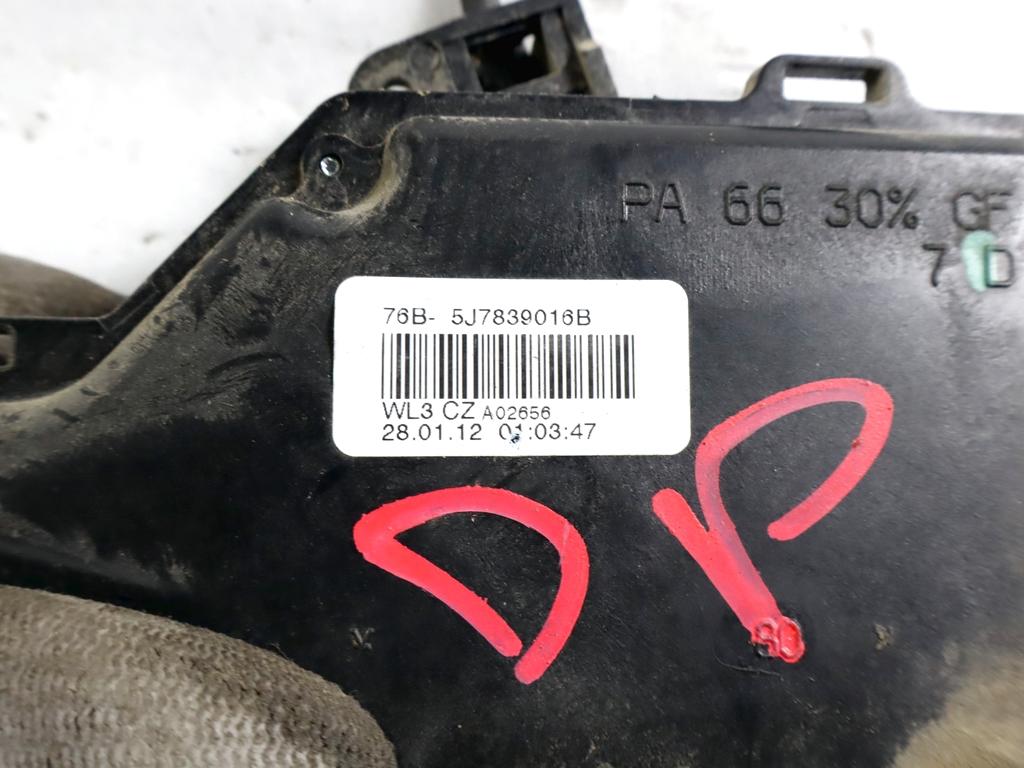 PA 66 30% GF
7 D
76B- 5J7839016B
WL3 CZ A02656
28.01.12 01:03:47
DP